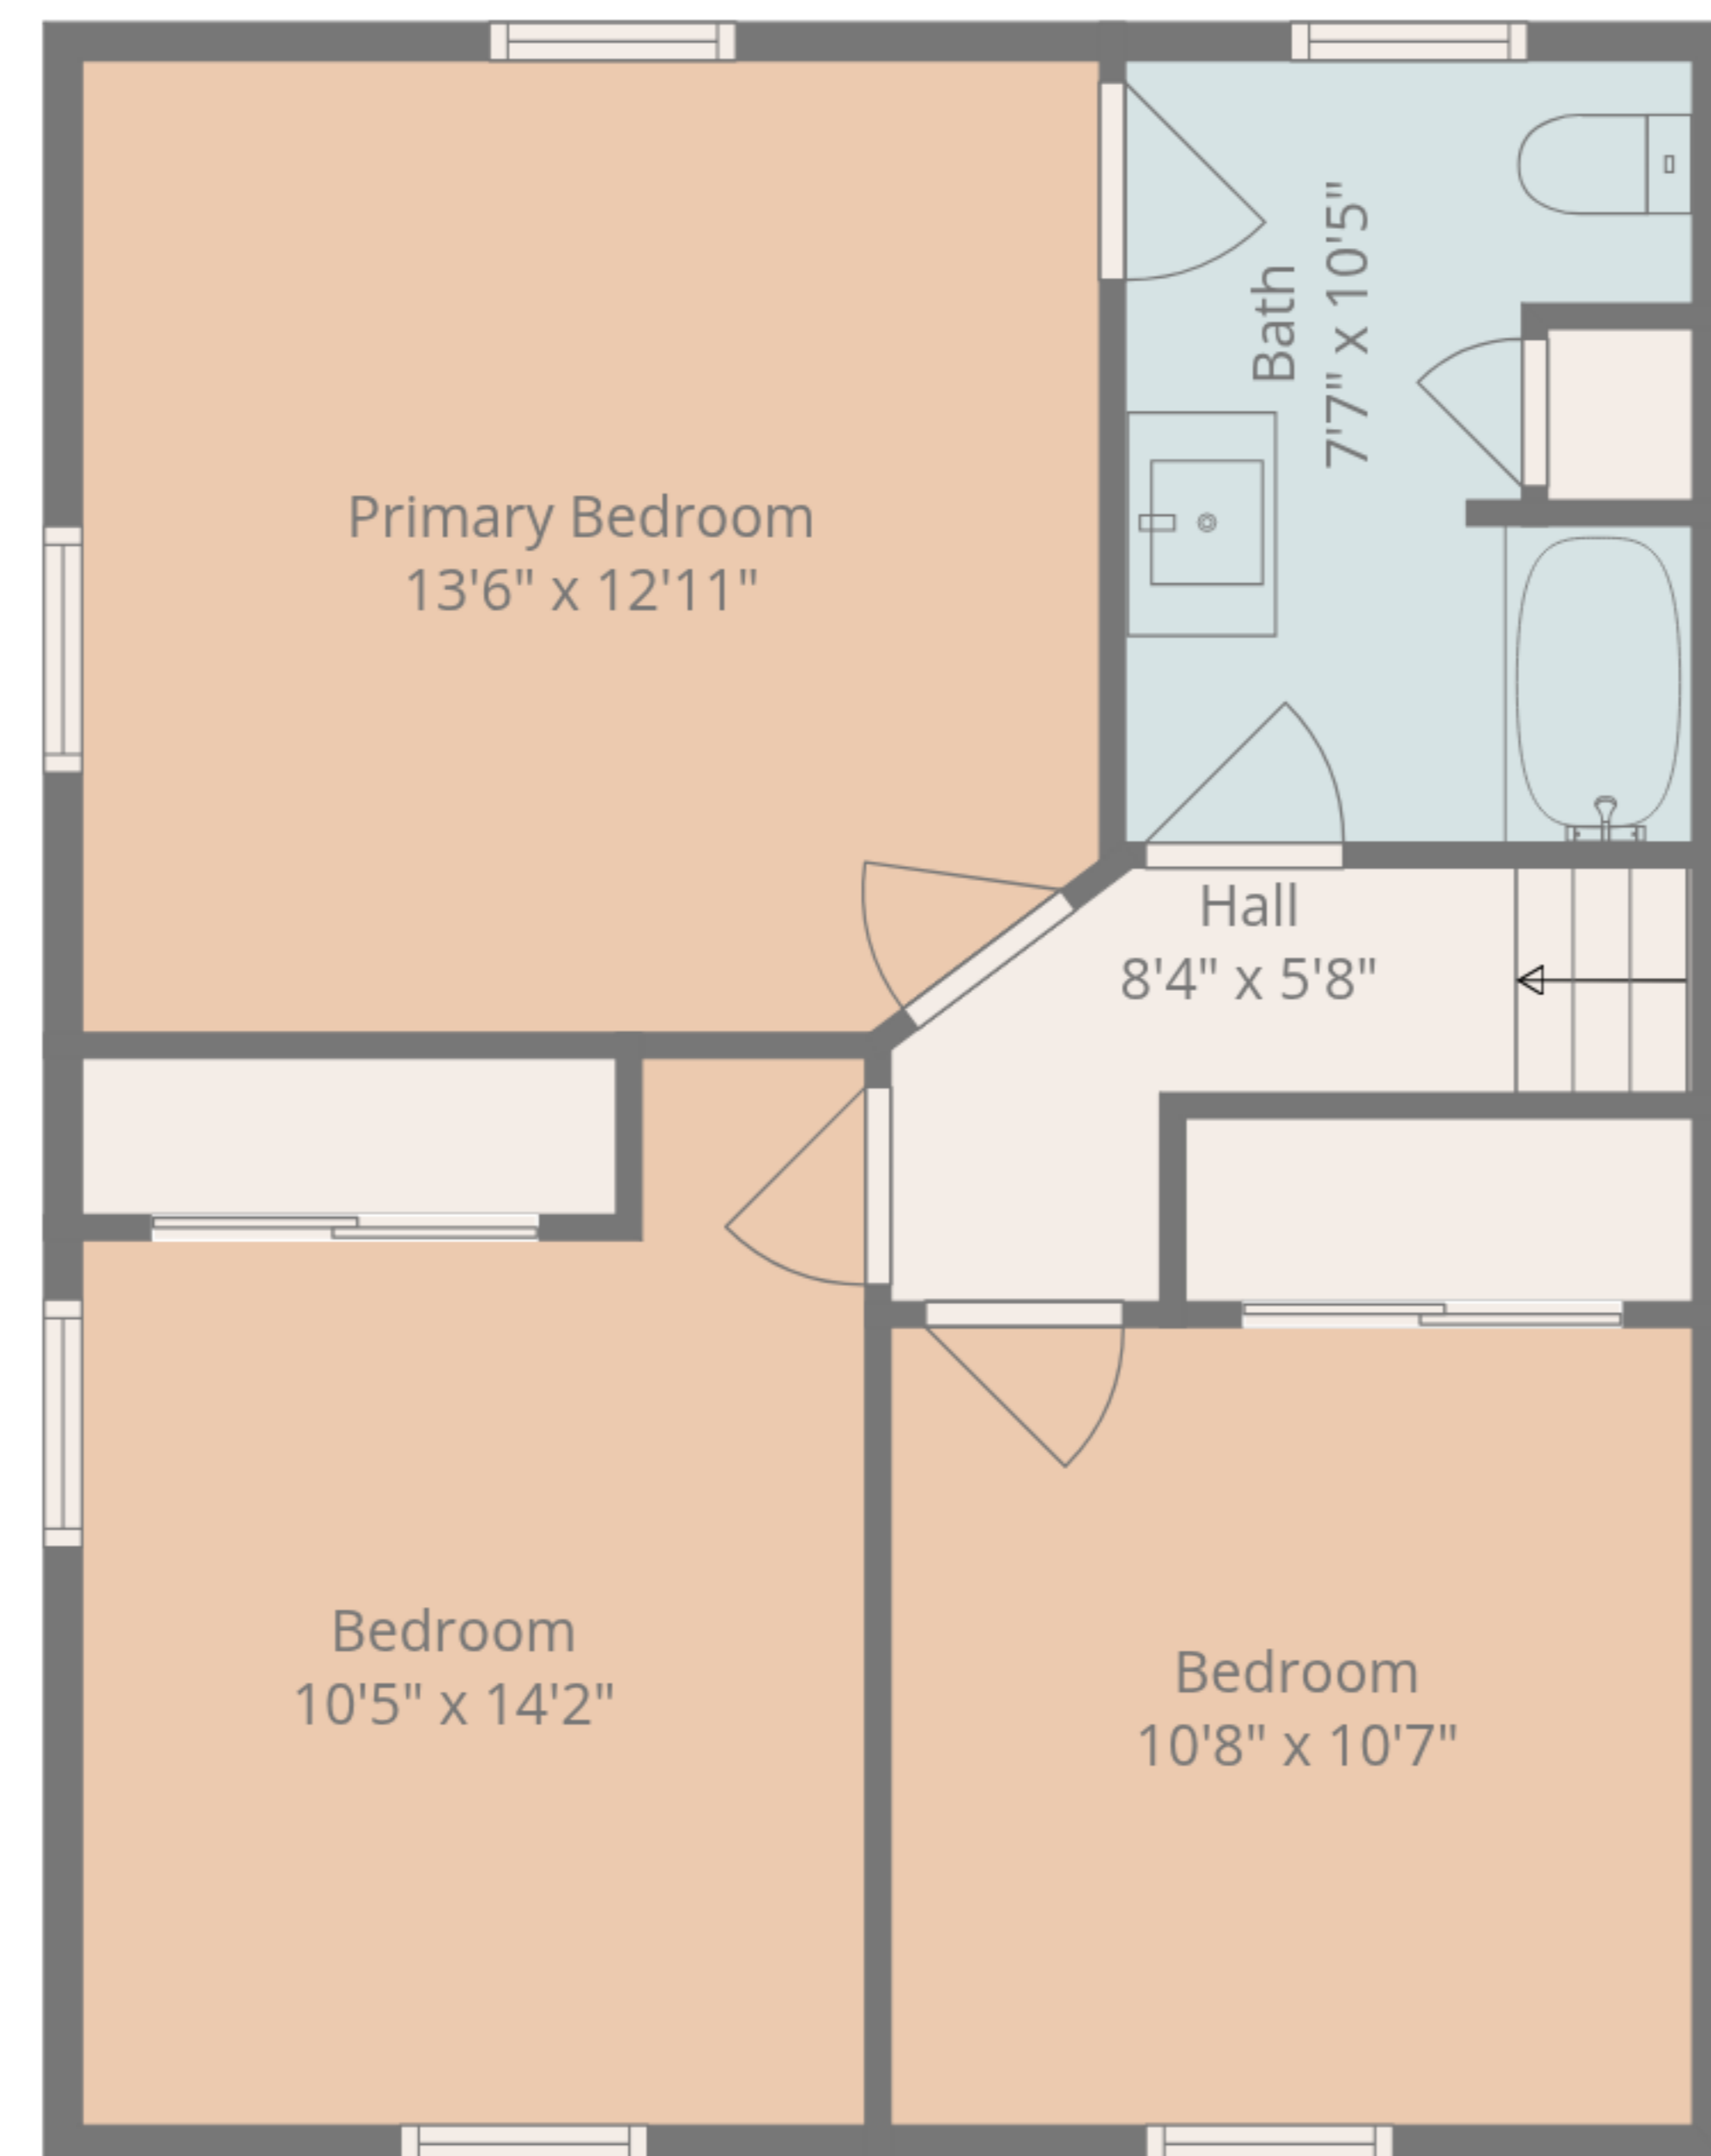 Bath
7'7" x 10'5"
Primary Bedroom
13'6" x 12'11"
Hall
8'4" x 5'8"
Bedroom
10'5" x 14'2"
Bedroom
10'8" x 10'7"